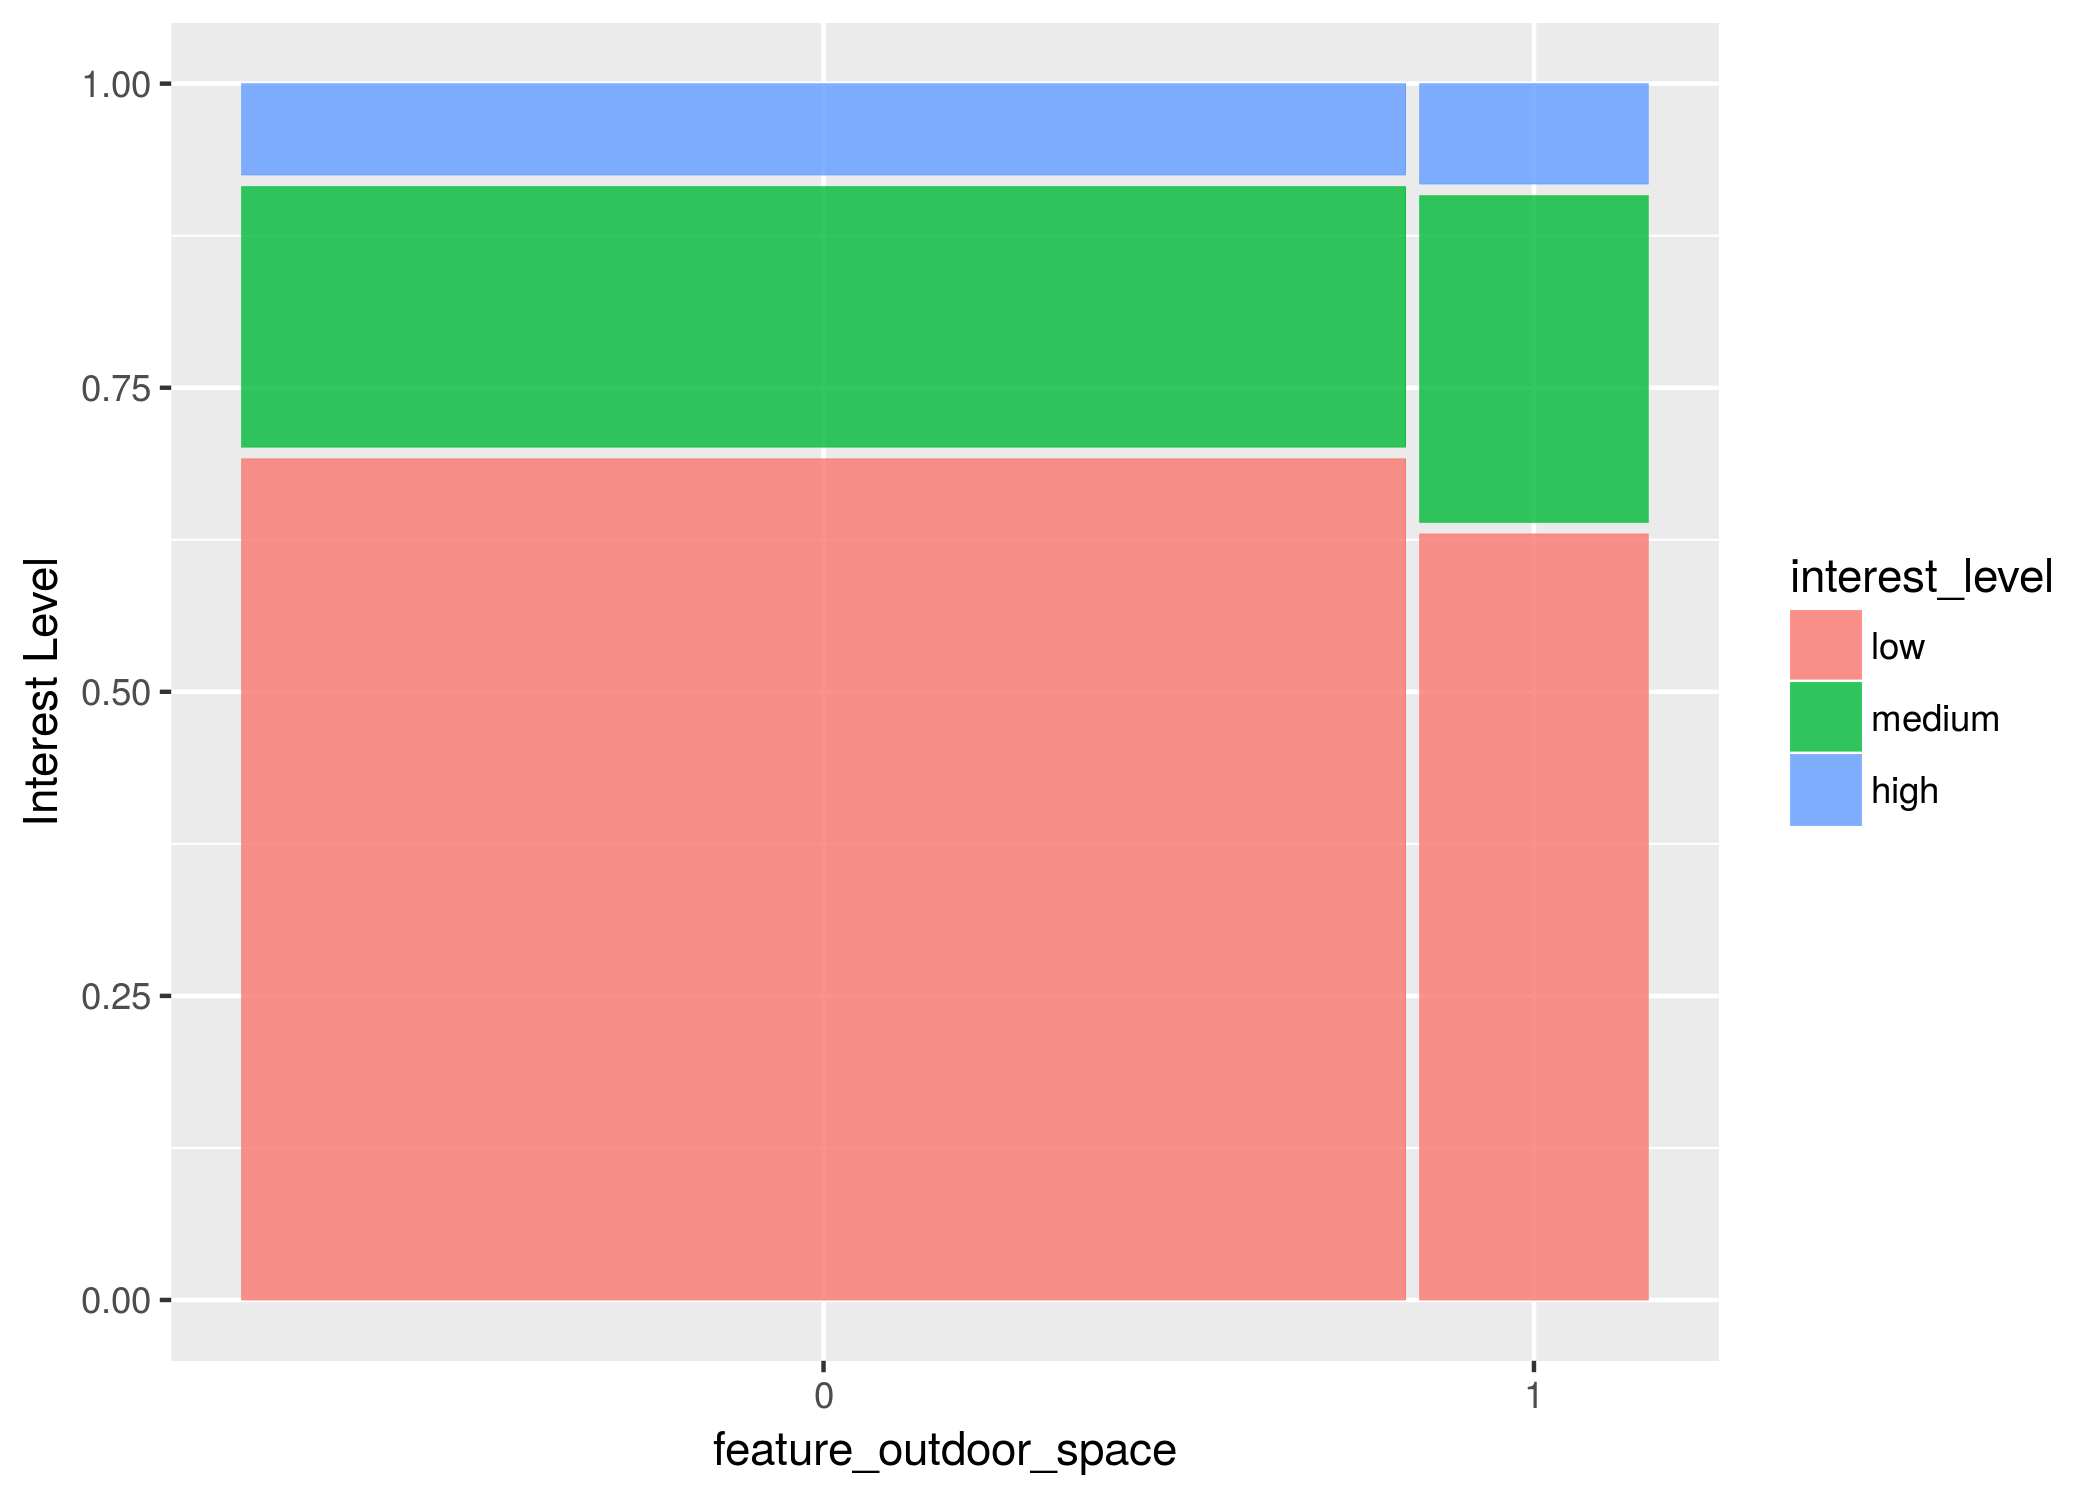 1.00
0.75
0.50
0.25
0.00
Interest Level
0
1
feature_outdoor_space
interest_level
low
medium
high